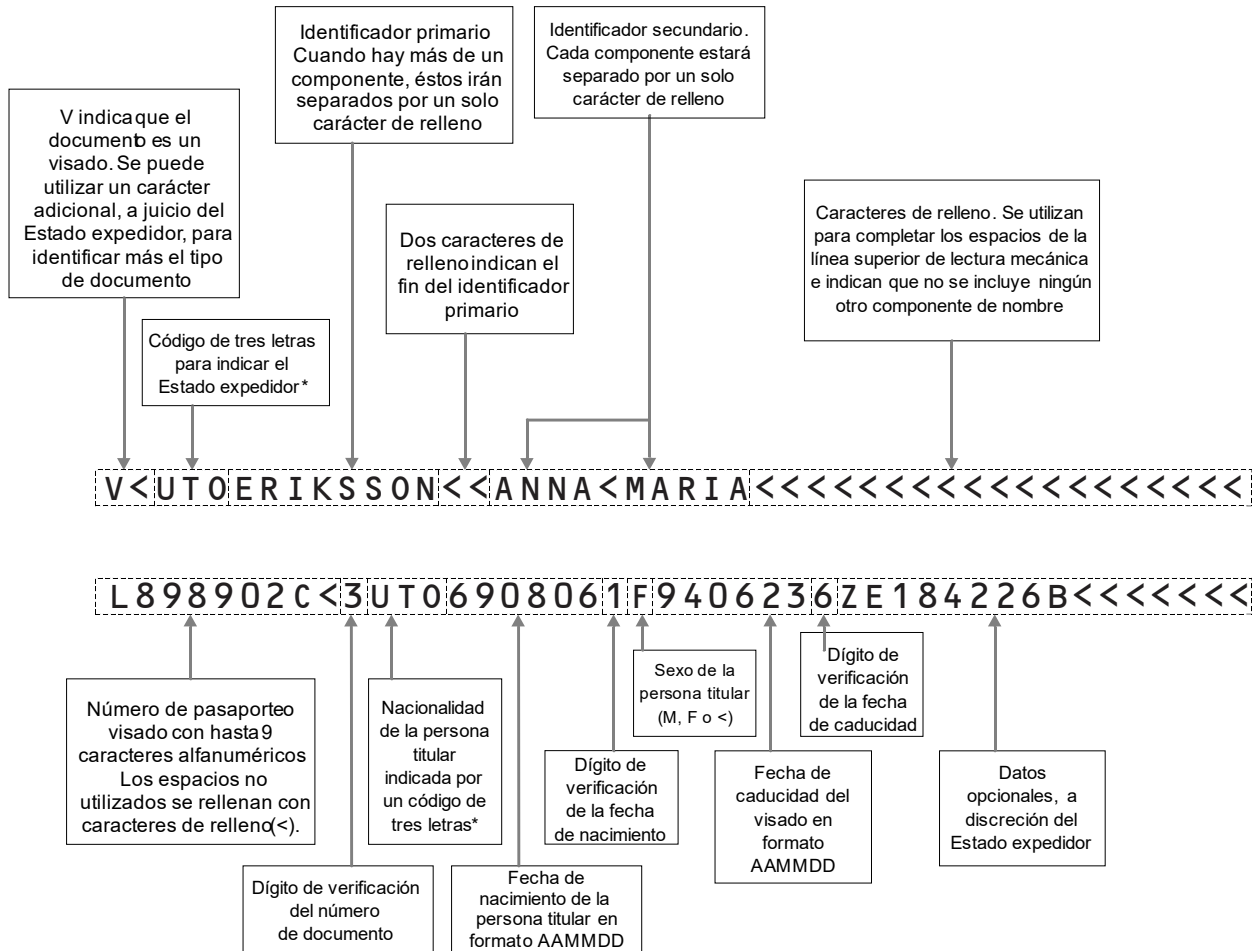 Identificador primario
Cuando hay más de un
componente, éstos irán
separados por un solo
carácter de relleno
Identificador secundario.
Cada componente estará
separado por un solo
carácter de relleno
V indica que el
documento es un
visado. Se puede
utilizar un carácter
adicional, a juicio del
Estado expedidor, para
identificar más el tipo
de documento
Código de tres letras
para indicar el
Estado expedidor*
Dos caracteres de
relleno indican el
fin del identificador
primario
Caracteres de relleno. Se utilizan
para completar los espacios de la
línea superior de lectura mecánica
e indican que no se incluye ningún
otro componente de nombre
V<UTOERIKSSON<<ANNA<MARIA<<<<<<<<<<<<<<<<<<<
L898902C<3UTO6908061F9406236ZE184226B<<<<<<<
Número de pasaporte o
visado con hasta 9
caracteres alfanuméricos
Los espacios no
utilizados se rellenan con
caracteres de relleno(<).
Dígito de verificación
del número
de documento
Nacionalidad
de la persona
titular
indicada por
un código de
tres letras*
Fecha de
nacimiento de la
persona titular en
formato AAMMDD
Dígito de
verificación
de la fecha
de nacimiento
Sexo de la
persona titular
(M, F o <)
Fecha de
caducidad del
visado en
formato
AAMMDD
Dígito de
verificación
de la fecha
de caducidad
Datos
opcionales, a
discreción del
Estado expedidor